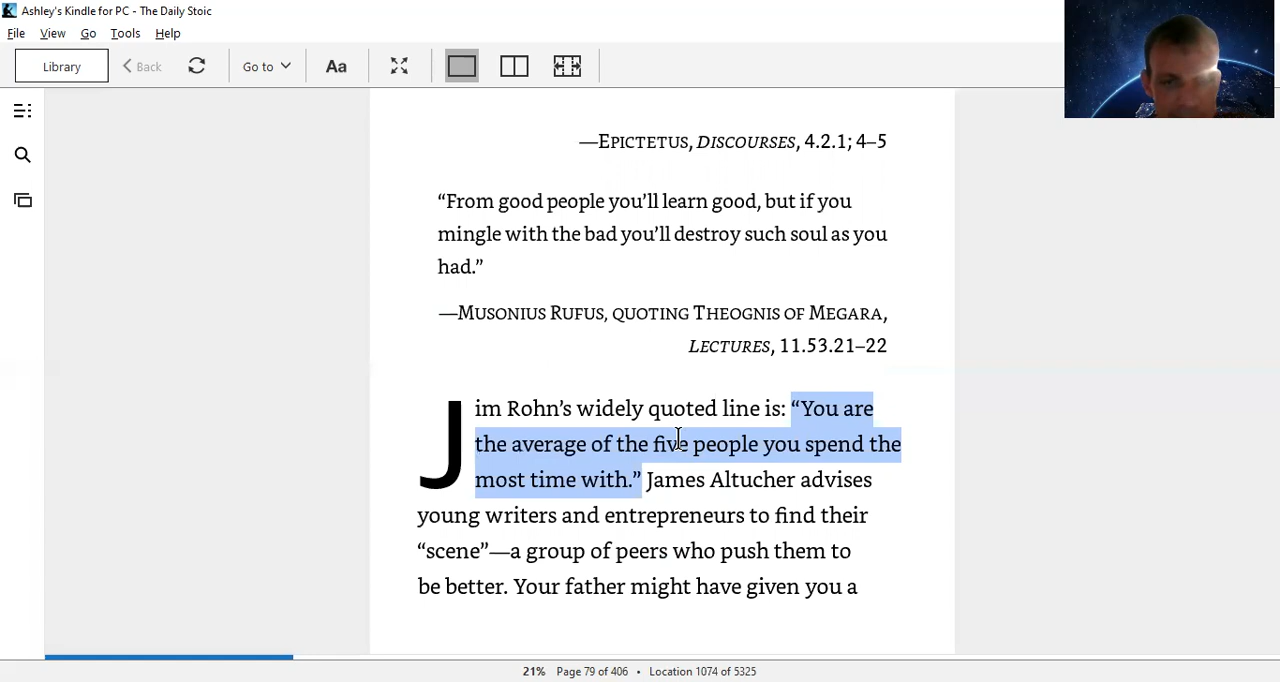 Ashley's Kindle for PC - The Daily Stoic
File View Go Tools Help
Library Back Go to Aa
—EPICTETUS, DISCOURSES, 4.2.1; 4–5
“From good people you’ll learn good, but if you
mingle with the bad you’ll destroy such soul as you
had.”
—MUSONIUS RUFUS, QUOTING THEOGNIS OF MEGARA,
LECTURES, 11.53.21–22
Jim Rohn’s widely quoted line is: “You are
the average of the five people you spend the
most time with.” James Altucher advises
young writers and entrepreneurs to find their
“scene”—a group of peers who push them to
be better. Your father might have given you a
21% Page 79 of 406 • Location 1074 of 5325